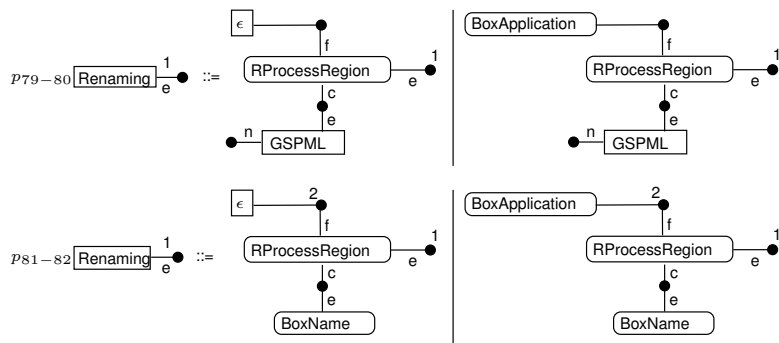 ϵ BoxApplication
f f
p79−80 Renaming 1 e ::= RProcessRegion e 1 RProcessRegion e 1
c c
e e
n GSPML n GSPML
ϵ 2 BoxApplication 2
f f
p81−82 Renaming 1 e ::= RProcessRegion e 1 RProcessRegion e 1
c c
e e
BoxName BoxName